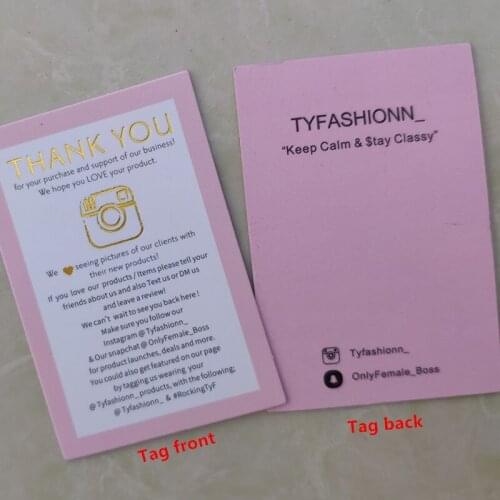 THANK YOU
for your purchase and support of our business!
We hope you LOVE your product.
We seeing pictures of our clients with
their new products!
If you love our products / Items please tell your
friends about us and also Text us or DM us
and leave a review!
We can't wait to see you back here !
Make sure you follow our
Instagram @ Tyfashionn_
& Our snapchat @ OnlyFemale_Boss
for product launches, deals and more.
You could also get featured on our page
by tagging us wearing your
@ Tyfashionn_ products, with the following;
@ Tyfashionn_ & #RockingTyF
Tag front
TYFASHIONN_
"Keep Calm & $tay Classy"
Tyfashionn_
OnlyFemale_Boss
Tag back